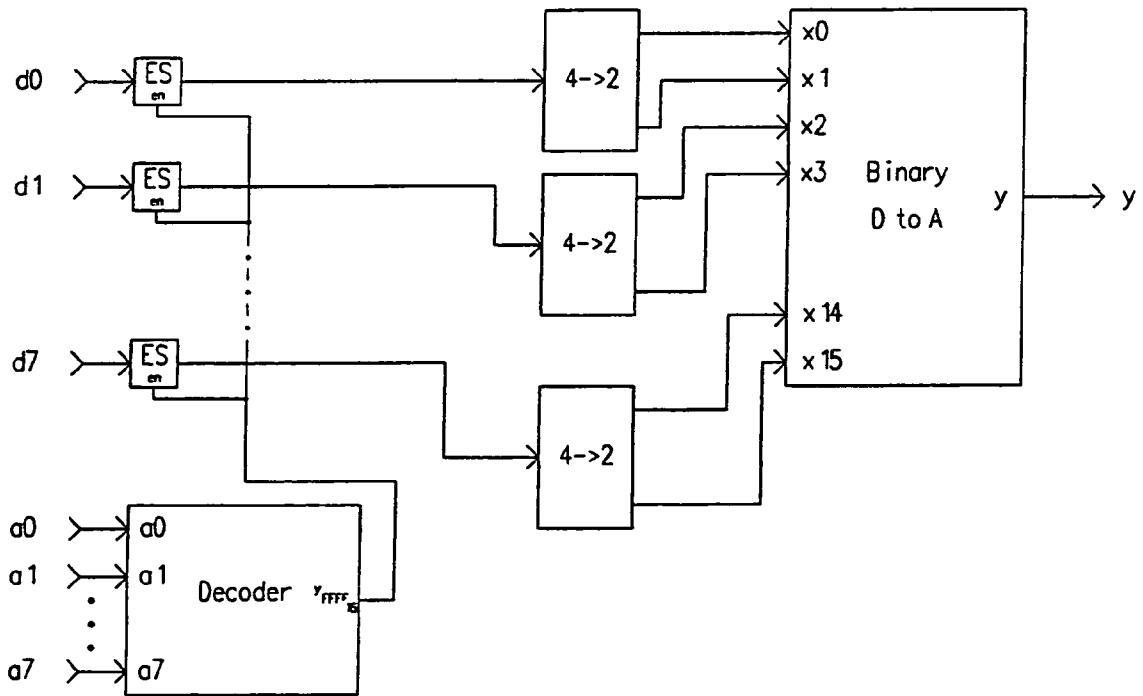 d0
ES
en
4->2
x0
x1
x2
x3
x14
x15
Binary
D to A
y
y
d1
ES
en
4->2
d7
ES
en
4->2
a0
a1
a7
a0
a1
a7
Decoder
yFFFF16